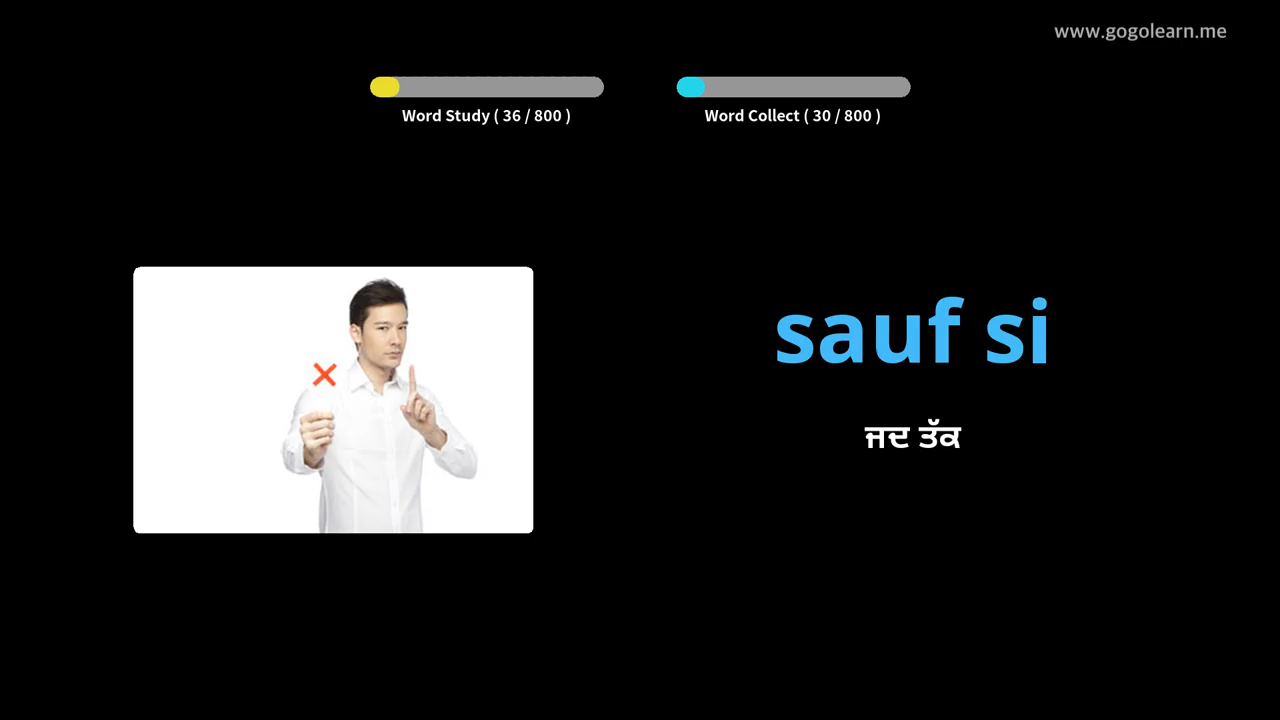 www.gogolearn.me
Word Study ( 36 / 800 )
Word Collect ( 30 / 800 )
sauf si
ਜਦ ਤੱਕ